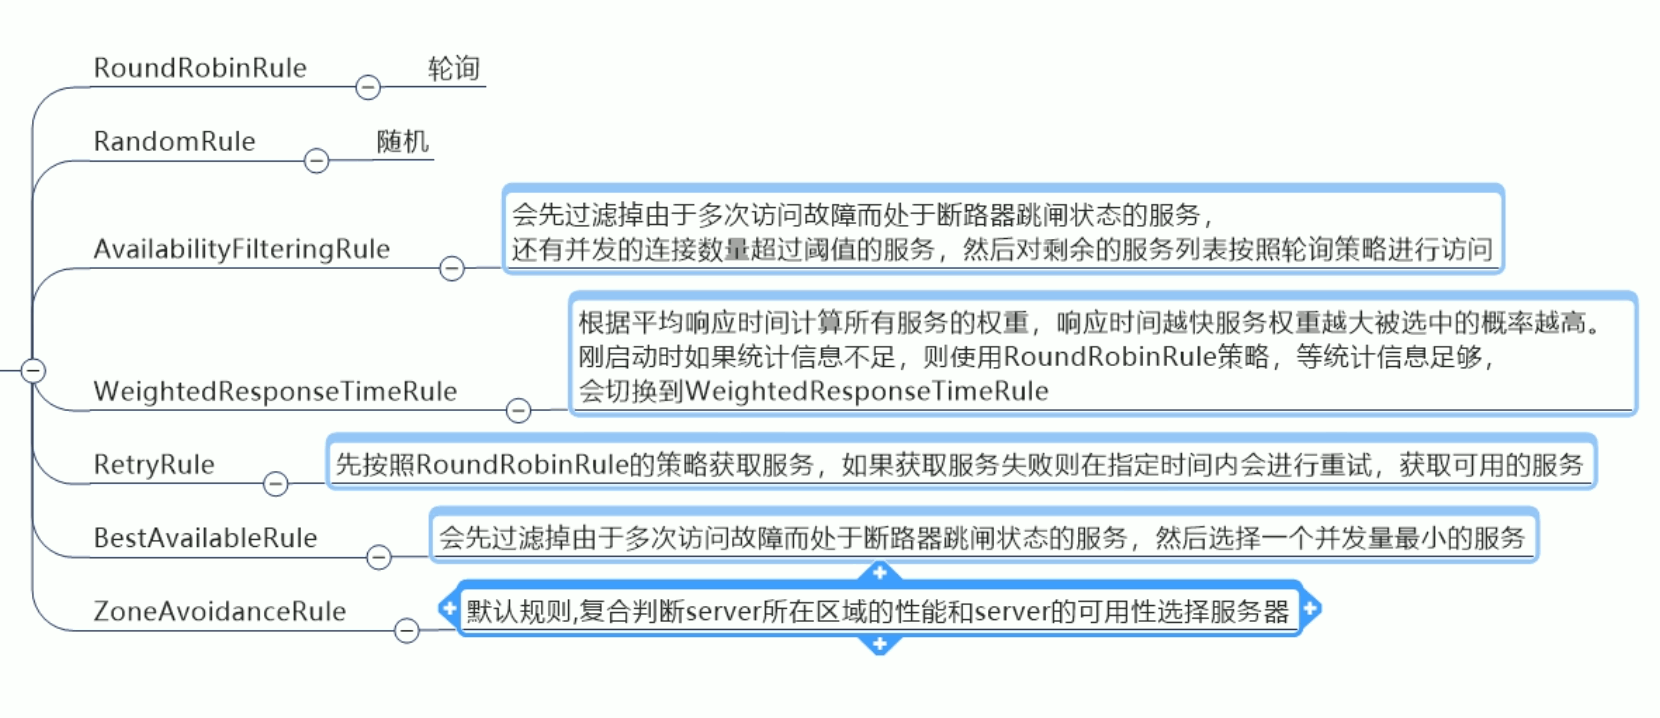 RoundRobinRule 轮询
RandomRule 随机
AvailabilityFilteringRule
会先过滤掉由于多次访问故障而处于断路器跳闸状态的服务，
还有并发的连接数量超过阈值的服务，然后对剩余的服务列表按照轮询策略进行访问
WeightedResponseTimeRule
根据平均响应时间计算所有服务的权重，响应时间越快服务权重越大被选中的概率越高。
刚启动时如果统计信息不足，则使用RoundRobinRule策略，等统计信息足够，
会切换到WeightedResponseTimeRule
RetryRule 先按照RoundRobinRule的策略获取服务，如果获取服务失败则在指定时间内会进行重试，获取可用的服务
BestAvailableRule 会先过滤掉由于多次访问故障而处于断路器跳闸状态的服务，然后选择一个并发量最小的服务
ZoneAvoidanceRule 默认规则,复合判断server所在区域的性能和server的可用性选择服务器